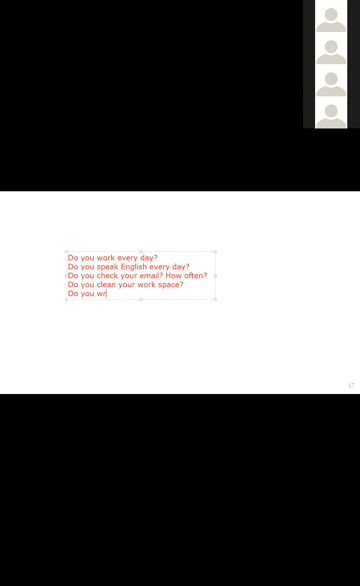 Do you work every day?
Do you speak English every day?
Do you check your email? How often?
Do you clean your work space?
Do you wr
17